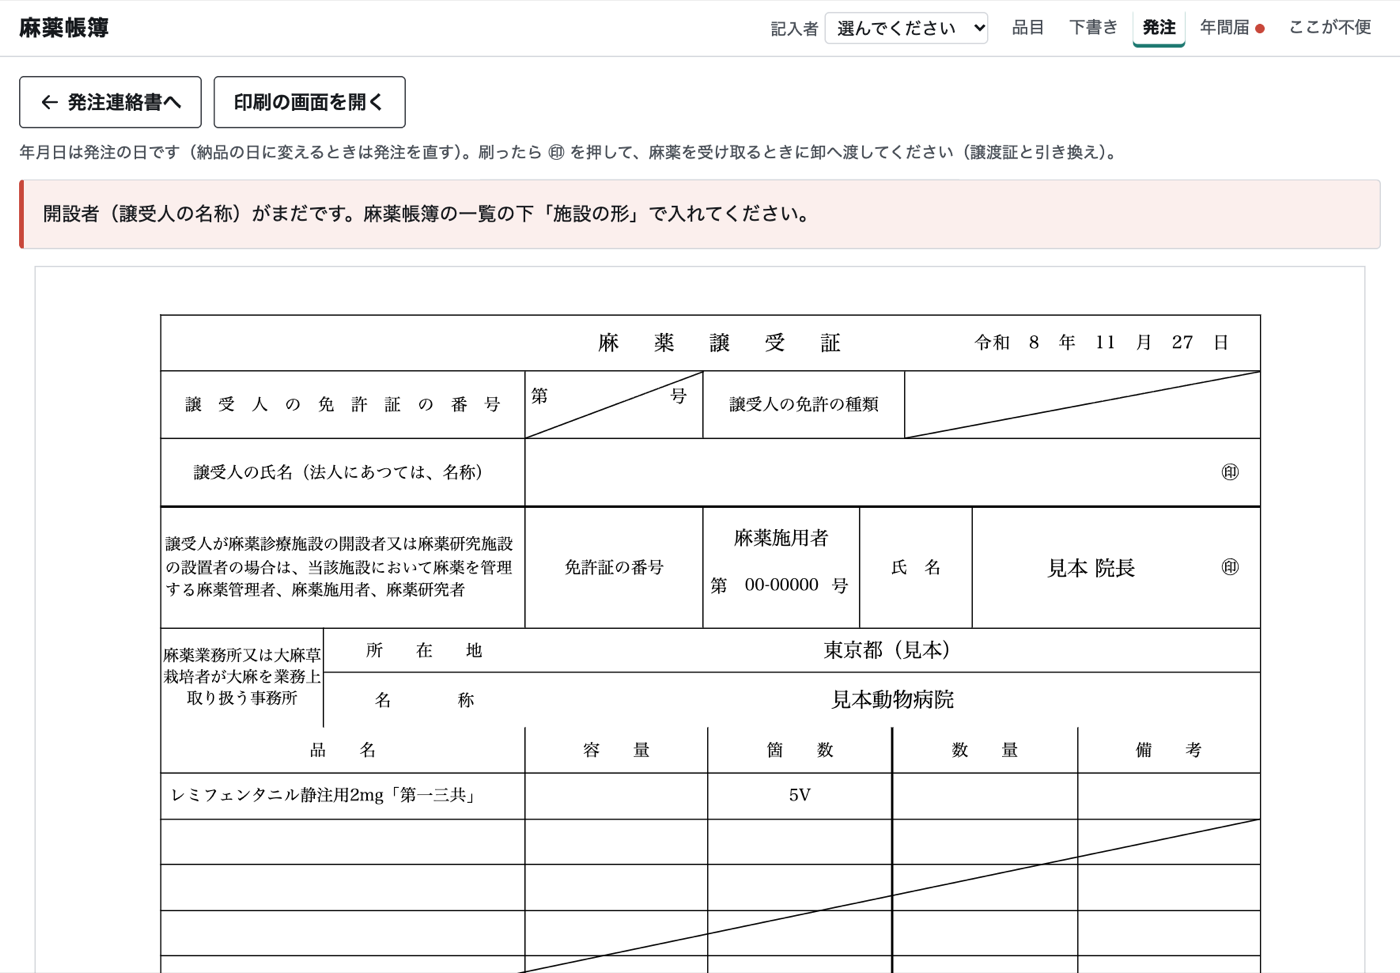 麻薬帳簿
記入者 選んでください 品目 下書き 発注 年間届 ここが不便
← 発注連絡書へ 印刷の画面を開く
年月日は発注の日です（納品の日に変えるときは発注を直す）。刷ったら ㊞ を押して、麻薬を受け取るときに卸へ渡してください（譲渡証と引き換え）。
開設者（譲受人の名称）がまだです。麻薬帳簿の一覧の下「施設の形」で入れてください。
麻薬譲受証 令和 8 年 11 月 27 日
譲受人の免許証の番号 第 号 譲受人の免許の種類
譲受人の氏名（法人にあつては、名称） ㊞
譲受人が麻薬診療施設の開設者又は麻薬研究施設
の設置者の場合は、当該施設において麻薬を管理
する麻薬管理者、麻薬施用者、麻薬研究者
免許証の番号
麻薬施用者
第 00-00000 号
氏名
見本 院長 ㊞
麻薬業務所又は大麻草
栽培者が大麻を業務上
取り扱う事務所
所在地 東京都（見本）
名称 見本動物病院
品名 容量 箇数 数量 備考
レミフェンタニル静注用2mg「第一三共」 5V